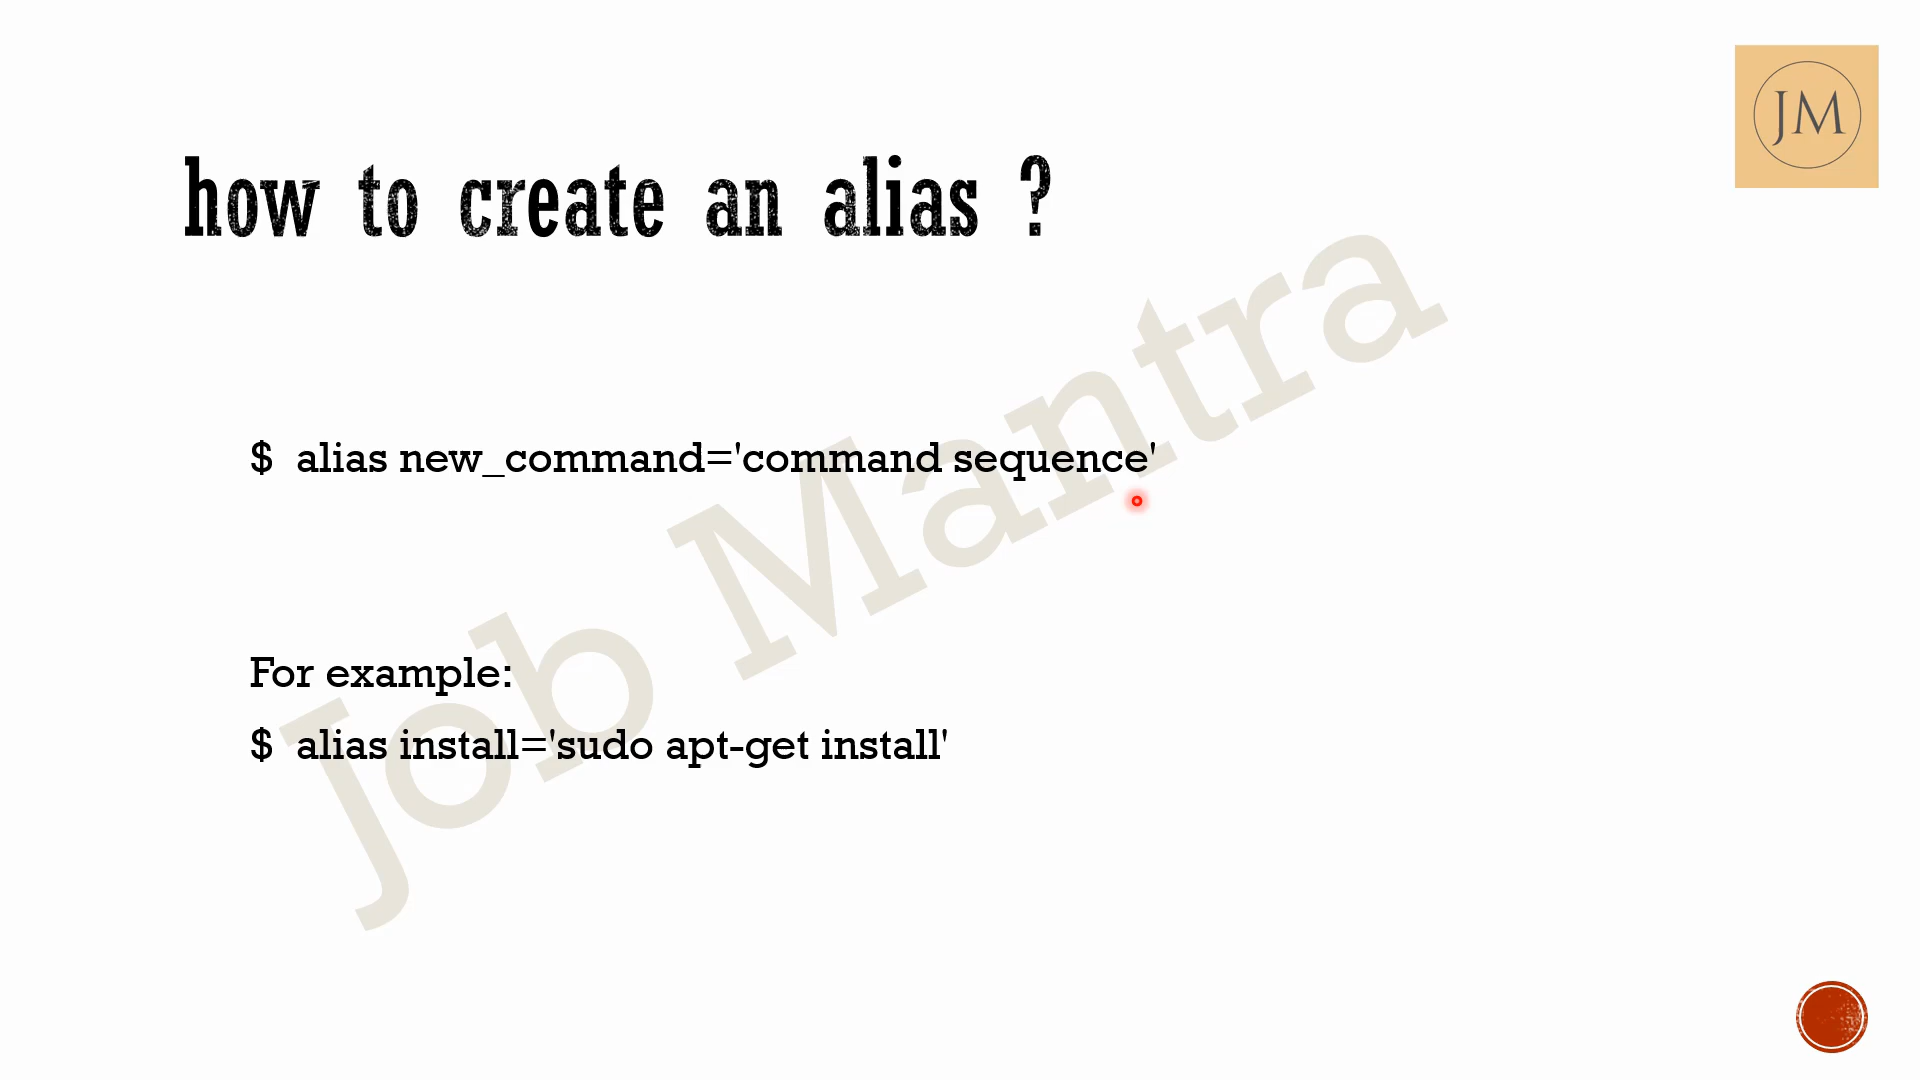 JM
how to create an alias ?
$ alias new_command='command sequence'
For example:
$ alias install='sudo apt-get install'
Job Mantra